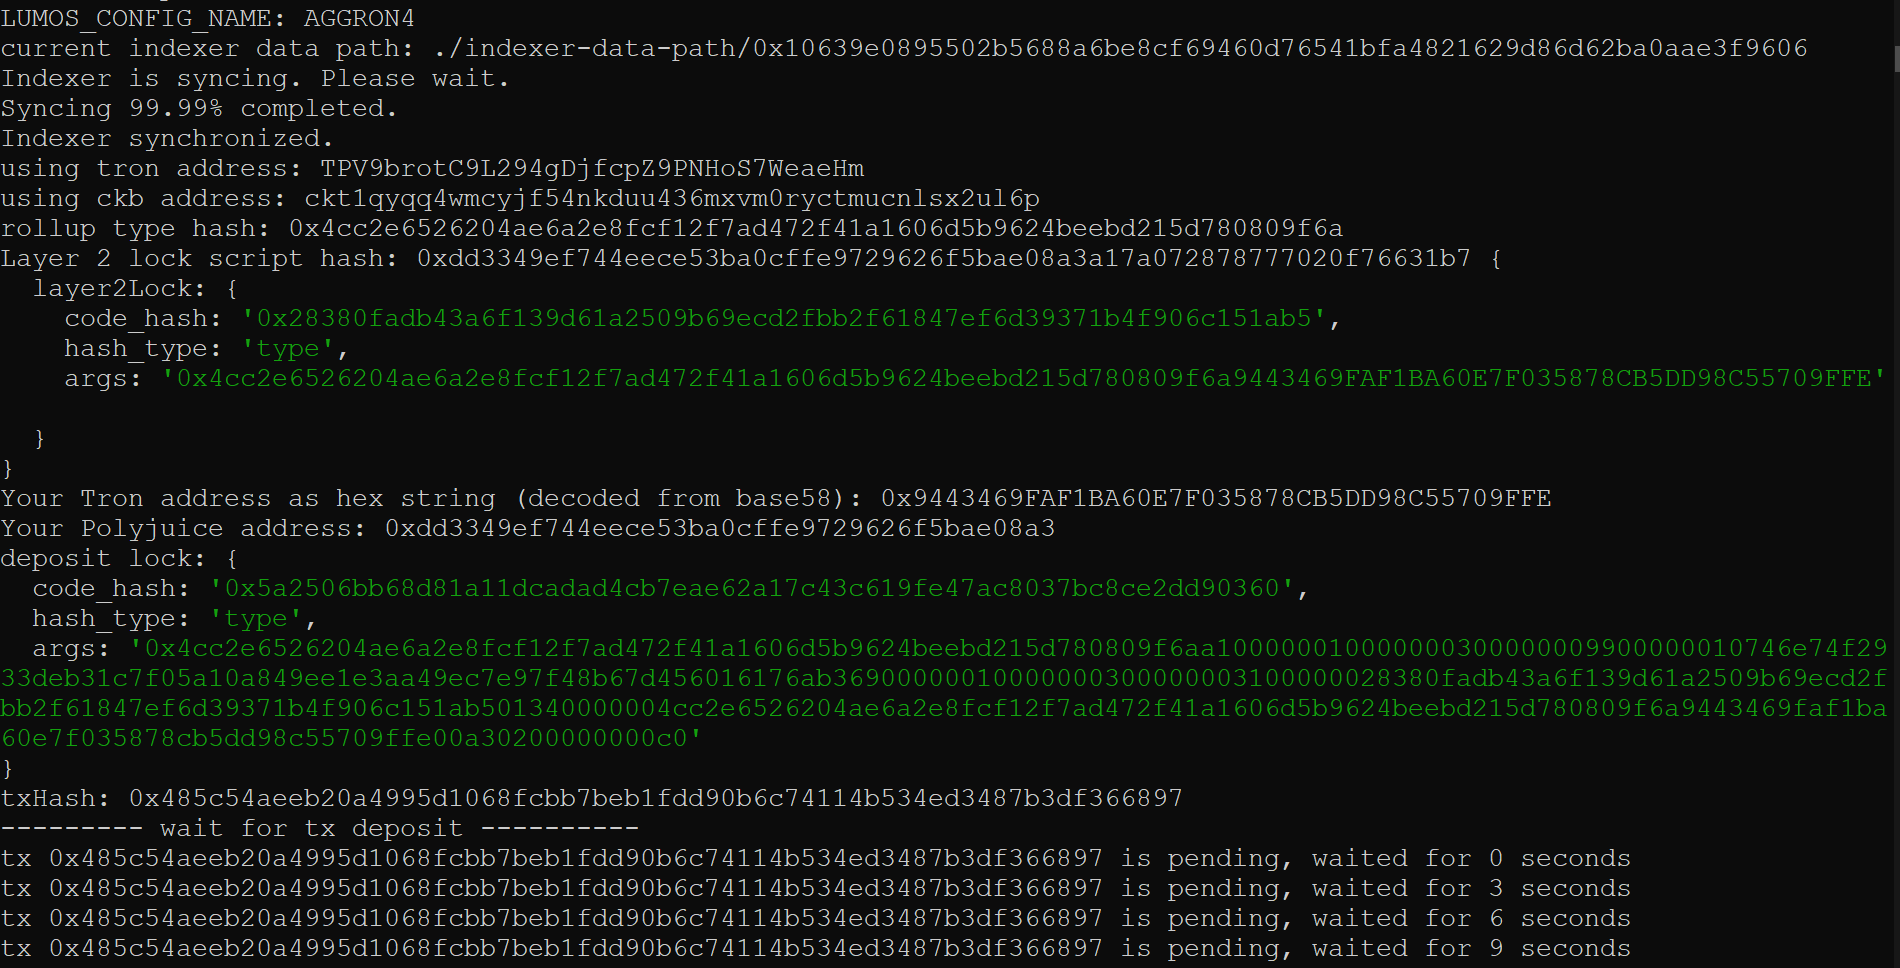 LUMOS_CONFIG_NAME: AGGRON4
current indexer data path: ./indexer-data-path/0x10639e0895502b5688a6be8cf69460d76541bfa4821629d86d62ba0aae3f9606
Indexer is syncing. Please wait.
Syncing 99.99% completed.
Indexer synchronized.
using tron address: TPV9brotC9L294gDjfcpZ9PNHoS7WeaeHm
using ckb address: ckt1qyqq4wmcyjf54nkduu436mxvm0ryctmucnlsx2ul6p
rollup type hash: 0x4cc2e6526204ae6a2e8fcf12f7ad472f41a1606d5b9624beebd215d780809f6a
Layer 2 lock script hash: 0xdd3349ef744eece53ba0cffe9729626f5bae08a3a17a072878777020f76631b7 {
  layer2Lock: {
    code_hash: '0x28380fadb43a6f139d61a2509b69ecd2fbb2f61847ef6d39371b4f906c151ab5',
    hash_type: 'type',
    args: '0x4cc2e6526204ae6a2e8fcf12f7ad472f41a1606d5b9624beebd215d780809f6a9443469FAF1BA60E7F035878CB5DD98C55709FFE'
  }
}
Your Tron address as hex string (decoded from base58): 0x9443469FAF1BA60E7F035878CB5DD98C55709FFE
Your Polyjuice address: 0xdd3349ef744eece53ba0cffe9729626f5bae08a3
deposit lock: {
  code_hash: '0x5a2506bb68d81a11dcadad4cb7eae62a17c43c619fe47ac8037bc8ce2dd90360',
  hash_type: 'type',
  args: '0x4cc2e6526204ae6a2e8fcf12f7ad472f41a1606d5b9624beebd215d780809f6aa10000001000000030000000990000001​0746e74f29
33deb31c7f05a10a849ee1e3aa49ec7e97f48b67d456016176ab36900000010000000300000003100000028380fadb43a6f139d61a2509b69ecd2f
bb2f61847ef6d39371b4f906c151ab501340000004cc2e6526204ae6a2e8fcf12f7ad472f41a1606d5b9624beebd215d780809f6a9443469faf1ba
60e7f035878cb5dd98c55709ffe00a30200000000c0'
}
txHash: 0x485c54aeeb20a4995d1068fcbb7beb1fdd90b6c74114b534ed3487b3df366897
--------- wait for tx deposit ----------
tx 0x485c54aeeb20a4995d1068fcbb7beb1fdd90b6c74114b534ed3487b3df366897 is pending, waited for 0 seconds
tx 0x485c54aeeb20a4995d1068fcbb7beb1fdd90b6c74114b534ed3487b3df366897 is pending, waited for 3 seconds
tx 0x485c54aeeb20a4995d1068fcbb7beb1fdd90b6c74114b534ed3487b3df366897 is pending, waited for 6 seconds
tx 0x485c54aeeb20a4995d1068fcbb7beb1fdd90b6c74114b534ed3487b3df366897 is pending, waited for 9 seconds